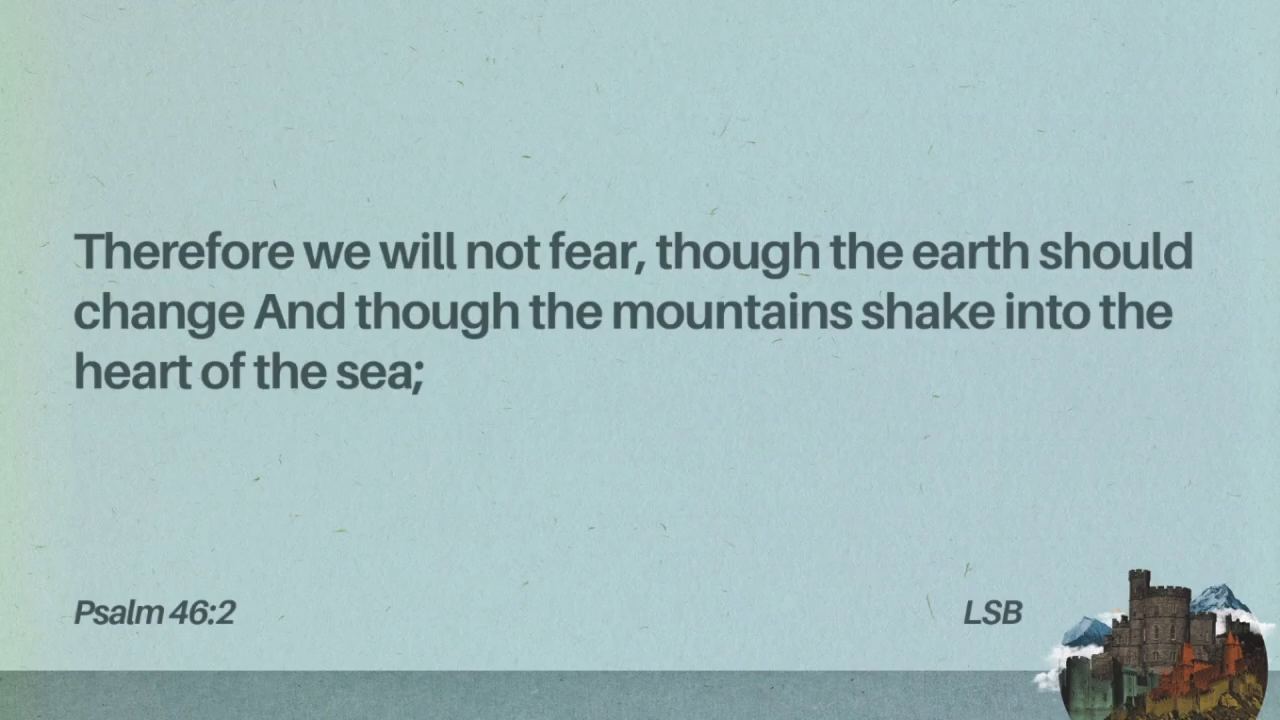 Therefore we will not fear, though the earth should
change And though the mountains shake into the
heart of the sea;
Psalm 46:2
LSB